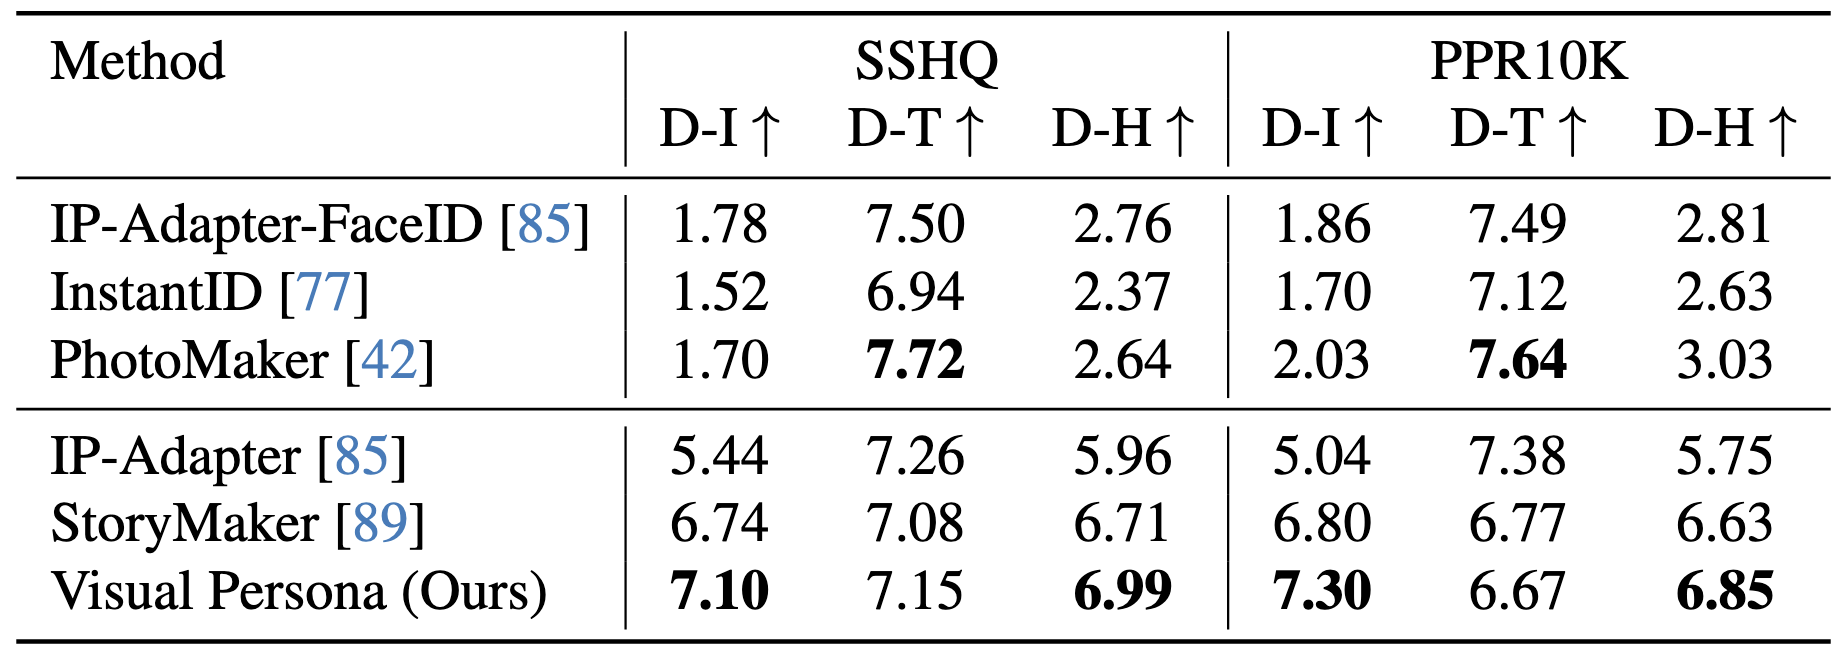 Method SSHQ PPR10K
D-I ↑ D-T ↑ D-H ↑ D-I ↑ D-T ↑ D-H ↑
IP-Adapter-FaceID [85] 1.78 7.50 2.76 1.86 7.49 2.81
InstantID [77] 1.52 6.94 2.37 1.70 7.12 2.63
PhotoMaker [42] 1.70 7.72 2.64 2.03 7.64 3.03
IP-Adapter [85] 5.44 7.26 5.96 5.04 7.38 5.75
StoryMaker [89] 6.74 7.08 6.71 6.80 6.77 6.63
Visual Persona (Ours) 7.10 7.15 6.99 7.30 6.67 6.85